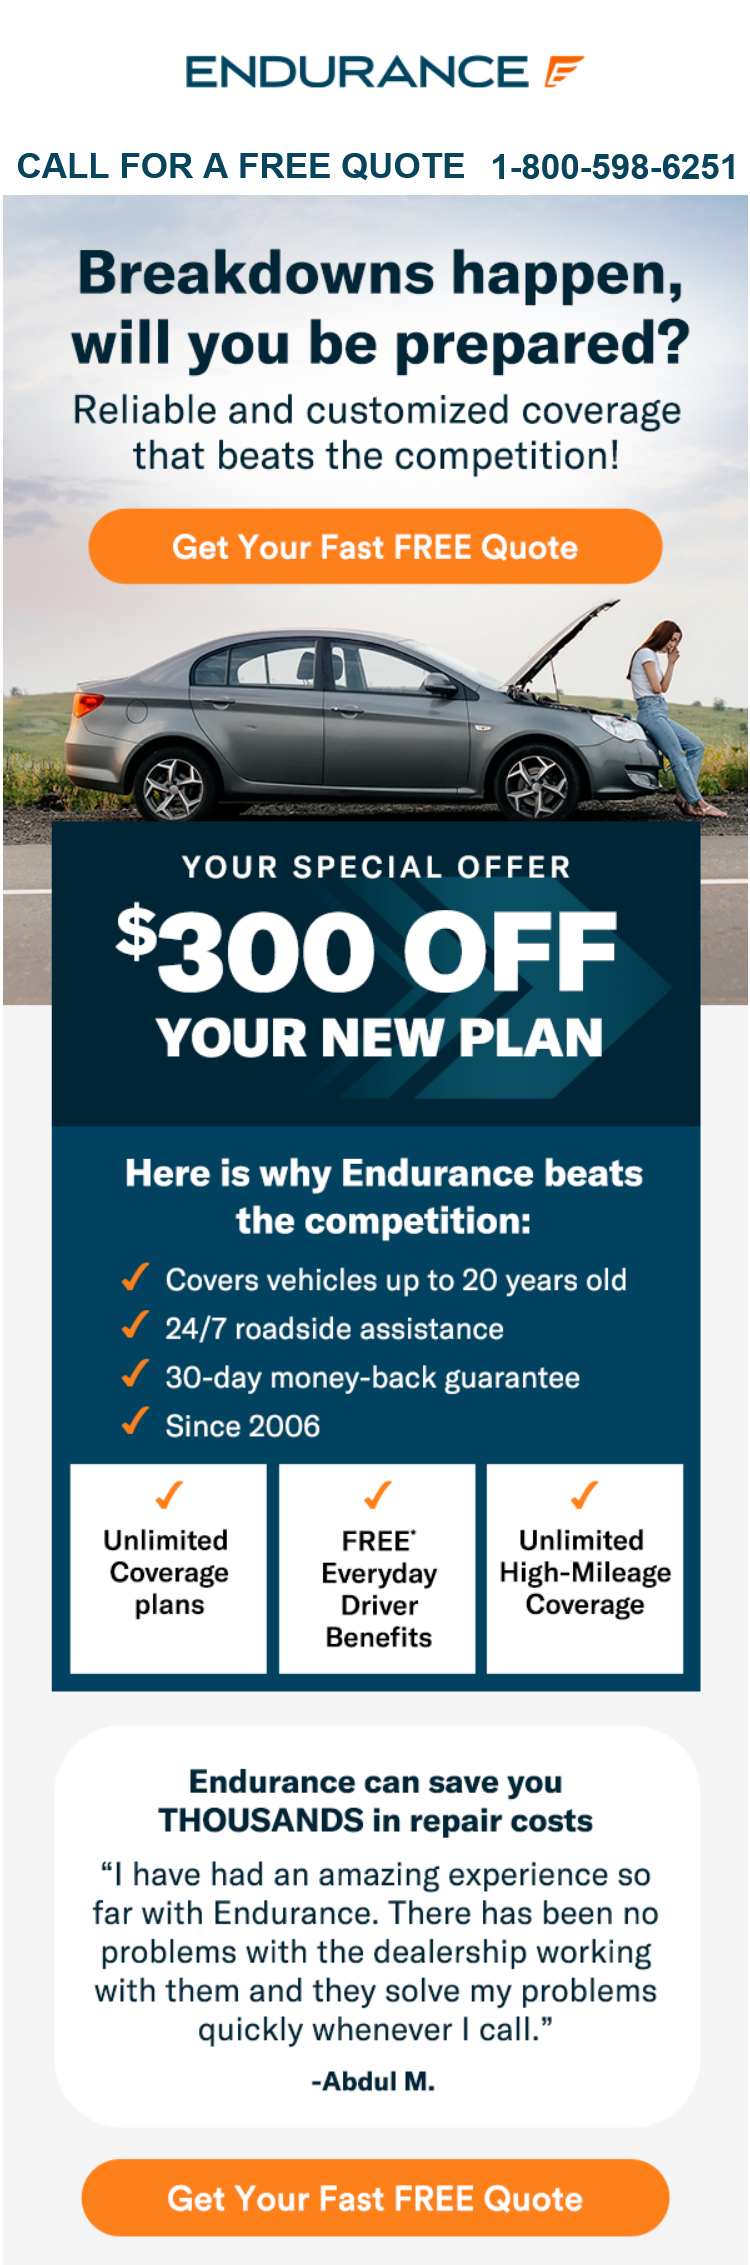 ENDURANCE
CALL FOR A FREE QUOTE 1-800-598-6251
Breakdowns happen,
will you be prepared?
Reliable and customized coverage
that beats the competition!
Get Your Fast FREE Quote
YOUR SPECIAL OFFER
$300 OFF
YOUR NEW PLAN
Here is why Endurance beats
the competition:
✓ Covers vehicles up to 20 years old
✓ 24/7 roadside assistance
✓ 30-day money-back guarantee
✓ Since 2006
✓
Unlimited
Coverage
plans
✓
FREE*
Everyday
Driver
Benefits
✓
Unlimited
High-Mileage
Coverage
Endurance can save you
THOUSANDS in repair costs
“I have had an amazing experience so
far with Endurance. There has been no
problems with the dealership working
with them and they solve my problems
quickly whenever I call.”
-Abdul M.
Get Your Fast FREE Quote